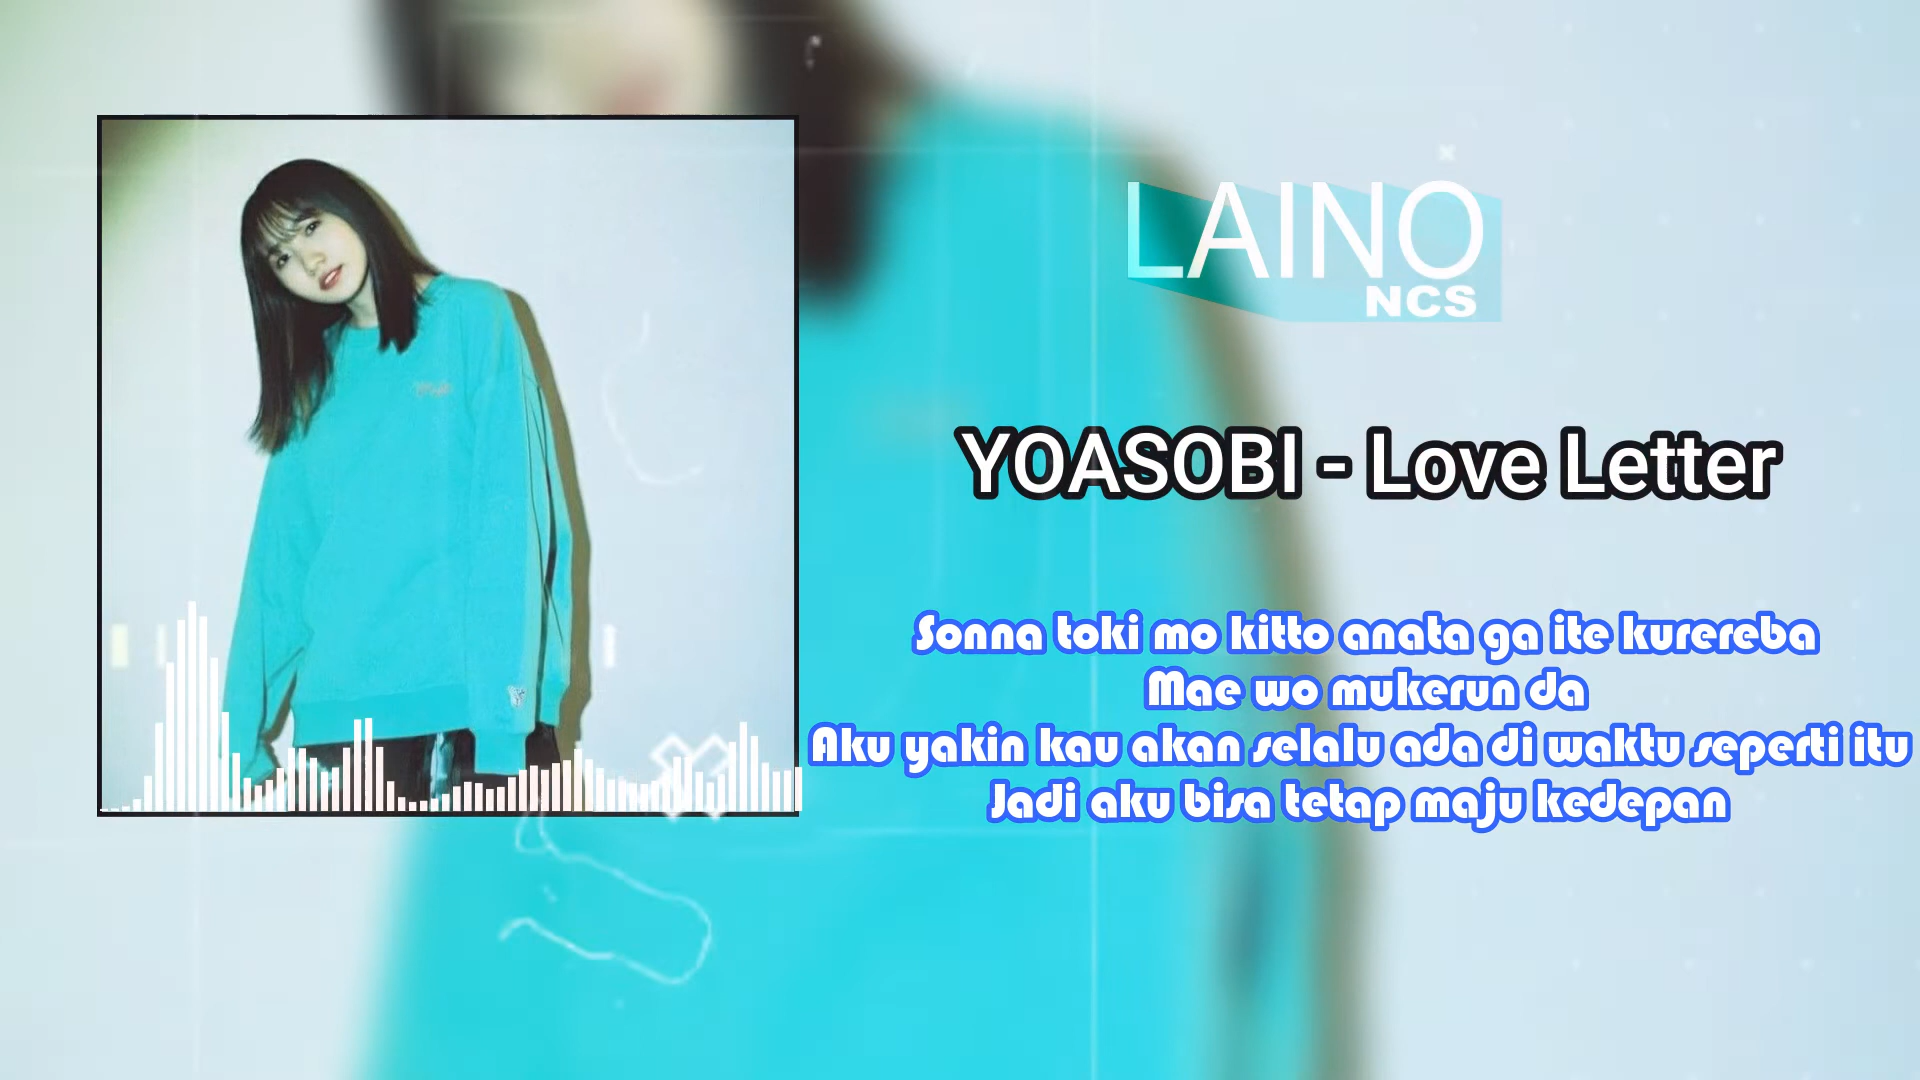 LAINO
NCS
YOASOBI - Love Letter
Sonna toki mo kitto anata ga ite kurereba
Mae wo mukerun da
Aku yakin kau akan selalu ada di waktu seperti itu
Jadi aku bisa tetap maju kedepan